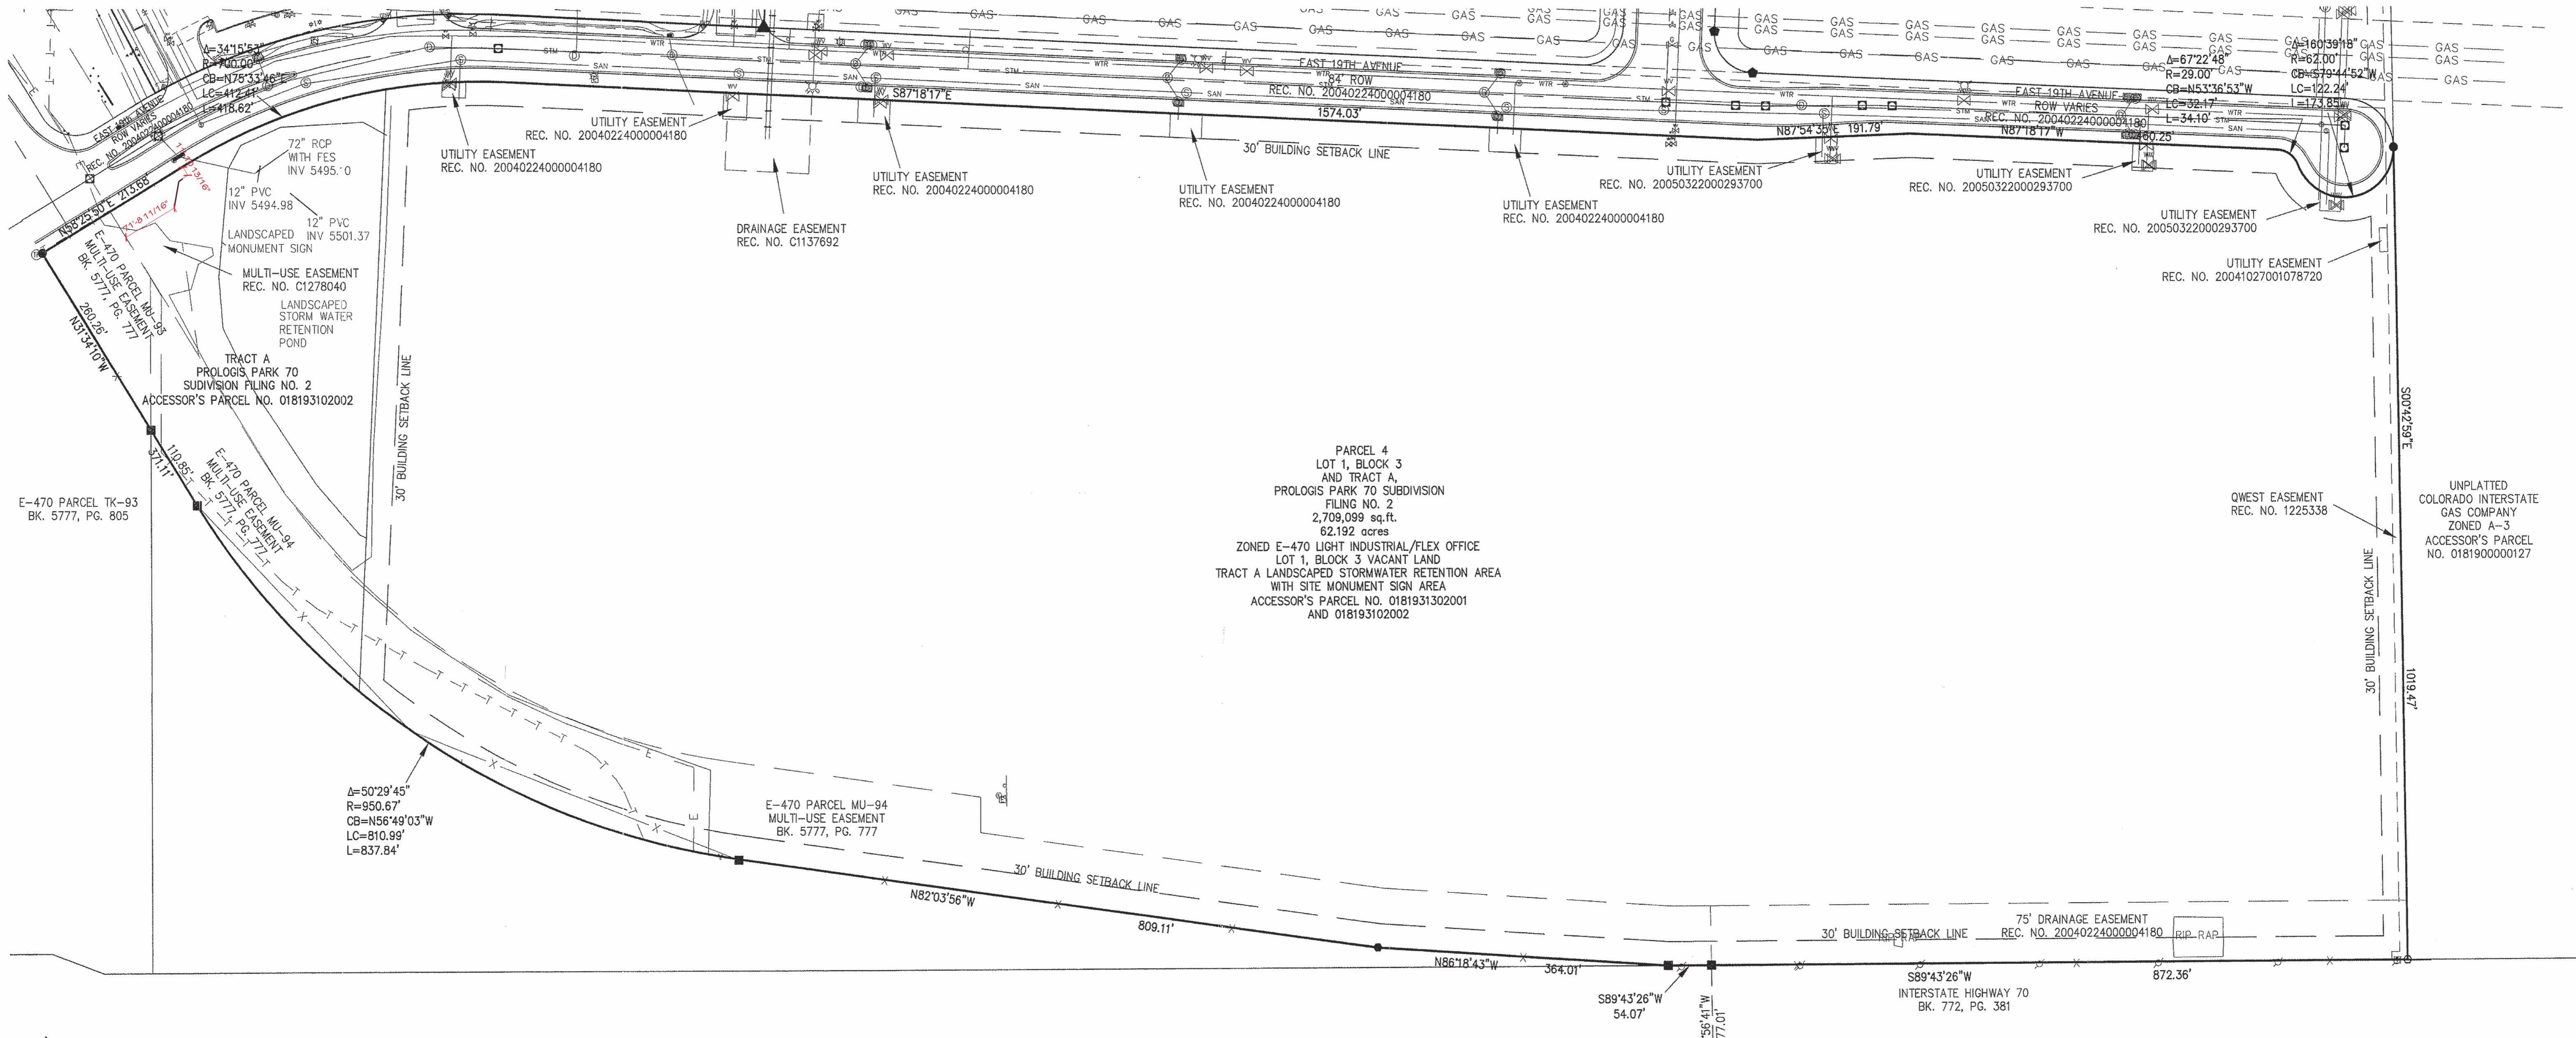 Δ=34°15'53"
R=700.00'
CB=N75°33'46"E
LC=412.41'
L=418.62'
EAST 19TH AVENUE
ROW VARIES
REC. NO. 20040224000004180
N58°25'50"E 213.68'
72" RCP
WITH FES
INV 5495.10
12" PVC
INV 5494.98
12" PVC
INV 5501.37
LANDSCAPED
MONUMENT SIGN
MULTI-USE EASEMENT
REC. NO. C1278040
LANDSCAPED
STORM WATER
RETENTION
POND
E-470 PARCEL MU-93
MULTI-USE EASEMENT
BK. 5777, PG. 777
260.26'
N31°34'10"W
TRACT A
PROLOGIS PARK 70
SUDIVISION FILING NO. 2
ACCESSOR'S PARCEL NO. 018193102002
110.85'
371.11'
E-470 PARCEL MU-94
MULTI-USE EASEMENT
BK. 5777, PG. 777
E-470 PARCEL TK-93
BK. 5777, PG. 805
30' BUILDING SETBACK LINE
UTILITY EASEMENT
REC. NO. 20040224000004180
UTILITY EASEMENT
REC. NO. 20040224000004180
DRAINAGE EASEMENT
REC. NO. C1137692
S87°18'17"E
UTILITY EASEMENT
REC. NO. 20040224000004180
UTILITY EASEMENT
REC. NO. 20040224000004180
30' BUILDING SETBACK LINE
EAST 19TH AVENUE
84' ROW
REC. NO. 20040224000004180
1574.03'
UTILITY EASEMENT
REC. NO. 20040224000004180
UTILITY EASEMENT
REC. NO. 20050322000293700
N87°54'35"E 191.79'
EAST 19TH AVENUE
ROW VARIES
REC. NO. 20040224000004180
N87°18'17"W
460.25'
UTILITY EASEMENT
REC. NO. 20050322000293700
Δ=67°22'48"
R=29.00'
CB=N53°36'53"W
LC=32.17'
L=34.10'
Δ=160°39'18"
R=62.00'
CB=S79°44'52"W
LC=122.24'
L=173.85'
UTILITY EASEMENT
REC. NO. 20050322000293700
UTILITY EASEMENT
REC. NO. 20041027001078720
S00°42'59"E
1019.47'
QWEST EASEMENT
REC. NO. 1225338
30' BUILDING SETBACK LINE
UNPLATTED
COLORADO INTERSTATE
GAS COMPANY
ZONED A-3
ACCESSOR'S PARCEL
NO. 0181900000127
PARCEL 4
LOT 1, BLOCK 3
AND TRACT A,
PROLOGIS PARK 70 SUBDIVISION
FILING NO. 2
2,709,099 sq.ft.
62.192 acres
ZONED E-470 LIGHT INDUSTRIAL/FLEX OFFICE
LOT 1, BLOCK 3 VACANT LAND
TRACT A LANDSCAPED STORMWATER RETENTION AREA
WITH SITE MONUMENT SIGN AREA
ACCESSOR'S PARCEL NO. 0181931302001
AND 018193102002
Δ=50°29'45"
R=950.67'
CB=N56°49'03"W
LC=810.99'
L=837.84'
E-470 PARCEL MU-94
MULTI-USE EASEMENT
BK. 5777, PG. 777
30' BUILDING SETBACK LINE
N82°03'56"W
809.11'
N86°18'43"W
364.01'
S89°43'26"W
54.07'
56'41"W
77.01'
30' BUILDING SETBACK LINE
75' DRAINAGE EASEMENT
REC. NO. 20040224000004180
RIP RAP
S89°43'26"W
872.36'
INTERSTATE HIGHWAY 70
BK. 772, PG. 381